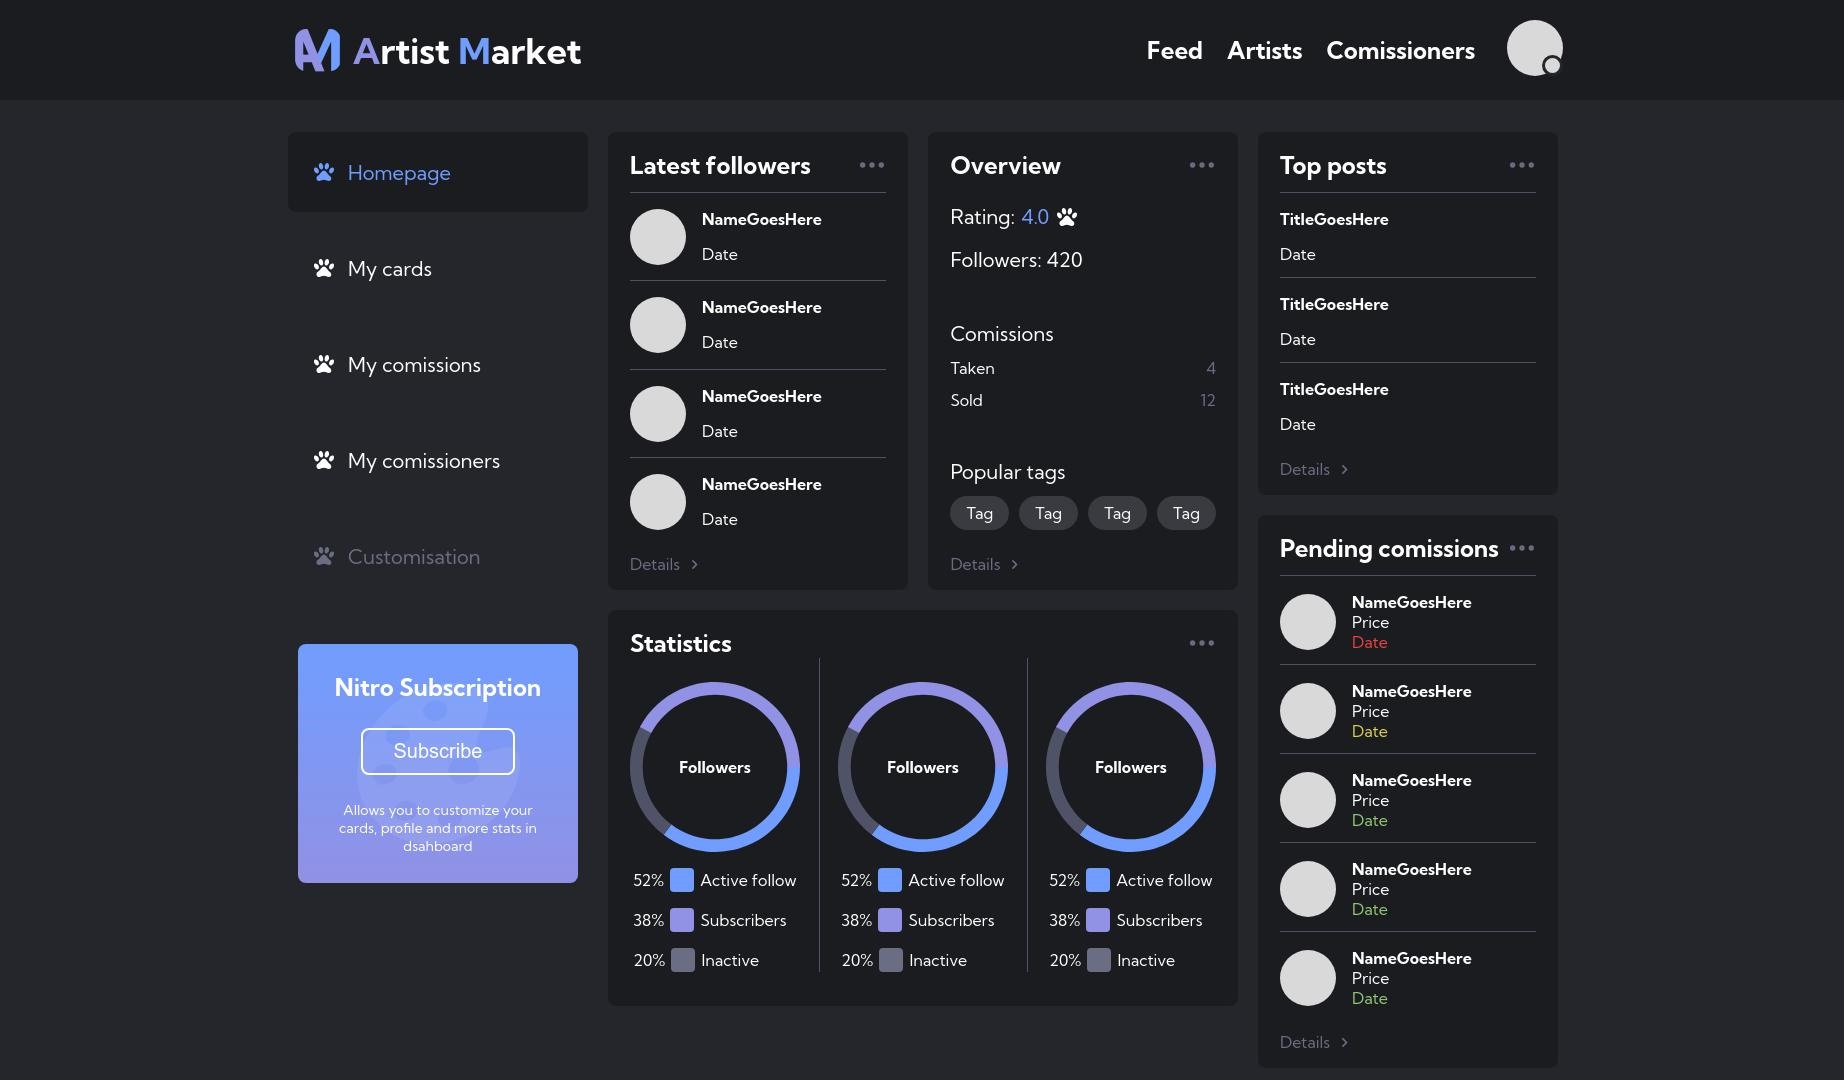 Artist Market
Feed
Artists
Comissioners
Homepage
My cards
My comissions
My comissioners
Customisation
Nitro Subscription
Subscribe
Allows you to customize your
cards, profile and more stats in
dsahboard
Latest followers
NameGoesHere
Date
NameGoesHere
Date
NameGoesHere
Date
NameGoesHere
Date
Details
Overview
Rating: 4.0
Followers: 420
Comissions
Taken 4
Sold 12
Popular tags
Tag Tag Tag Tag
Details
Top posts
TitleGoesHere
Date
TitleGoesHere
Date
TitleGoesHere
Date
Details
Statistics
Followers
52% Active follow
38% Subscribers
20% Inactive
Followers
52% Active follow
38% Subscribers
20% Inactive
Followers
52% Active follow
38% Subscribers
20% Inactive
Pending comissions
NameGoesHere
Price
Date
NameGoesHere
Price
Date
NameGoesHere
Price
Date
NameGoesHere
Price
Date
NameGoesHere
Price
Date
Details